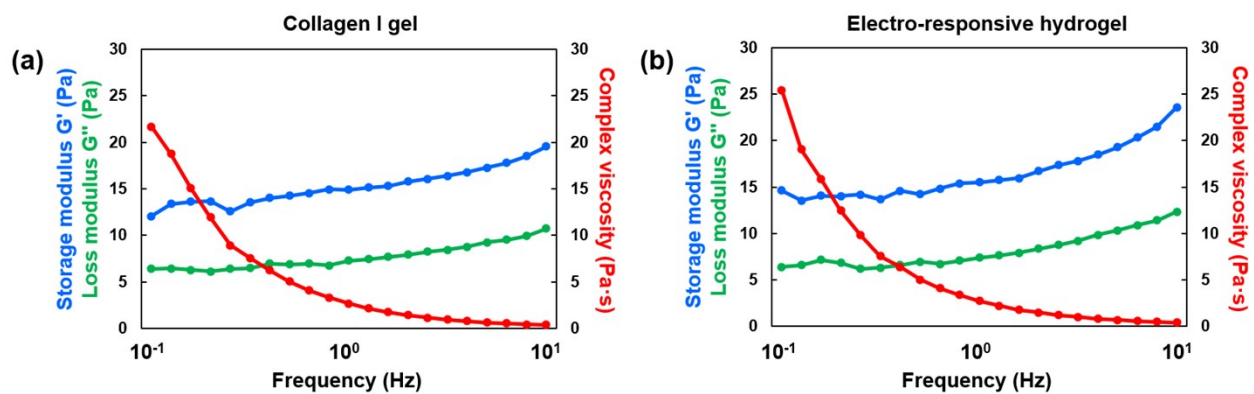 Collagen I gel
(a)
Storage modulus G' (Pa)
Loss modulus G'' (Pa)
30
25
20
15
10
5
0
30
25
20
15
10
5
0
Complex viscosity (Pa·s)
10-1
100
101
Frequency (Hz)
Electro-responsive hydrogel
(b)
Storage modulus G' (Pa)
Loss modulus G'' (Pa)
30
25
20
15
10
5
0
30
25
20
15
10
5
0
Complex viscosity (Pa·s)
10-1
100
101
Frequency (Hz)